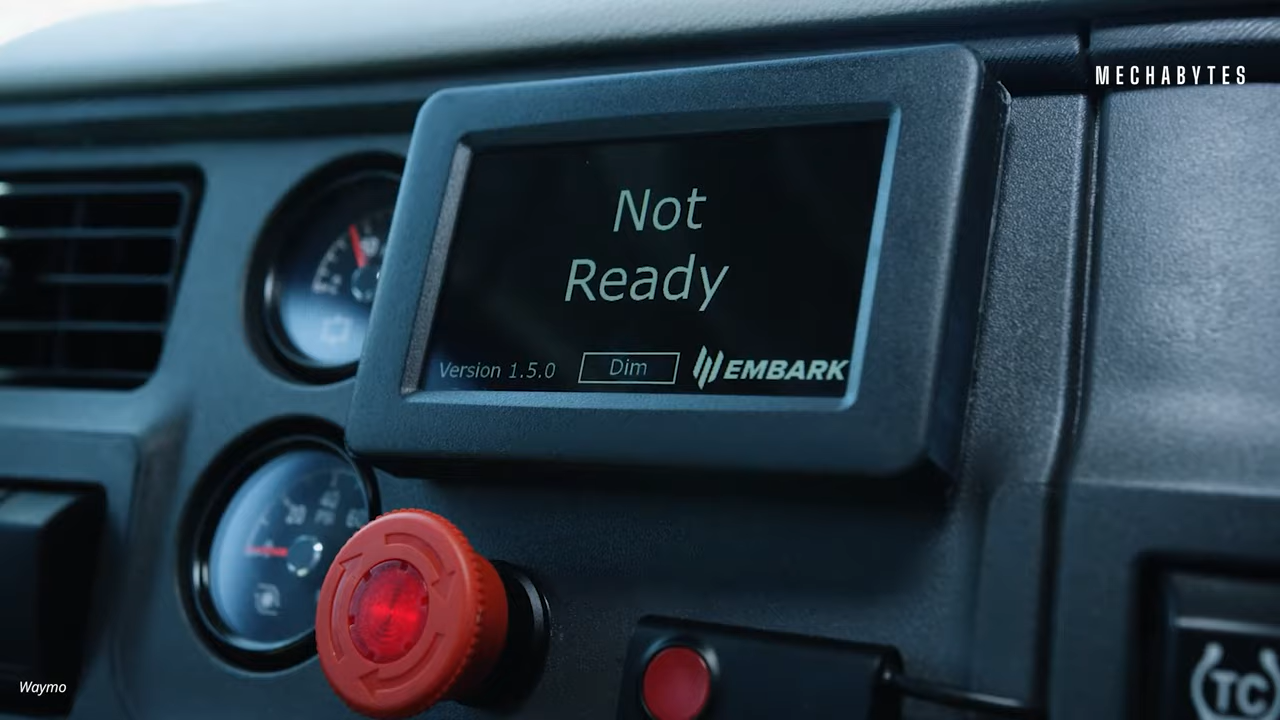 MECHABYTES
Not
Ready
Version 1.5.0 Dim EMBARK
TC
Waymo